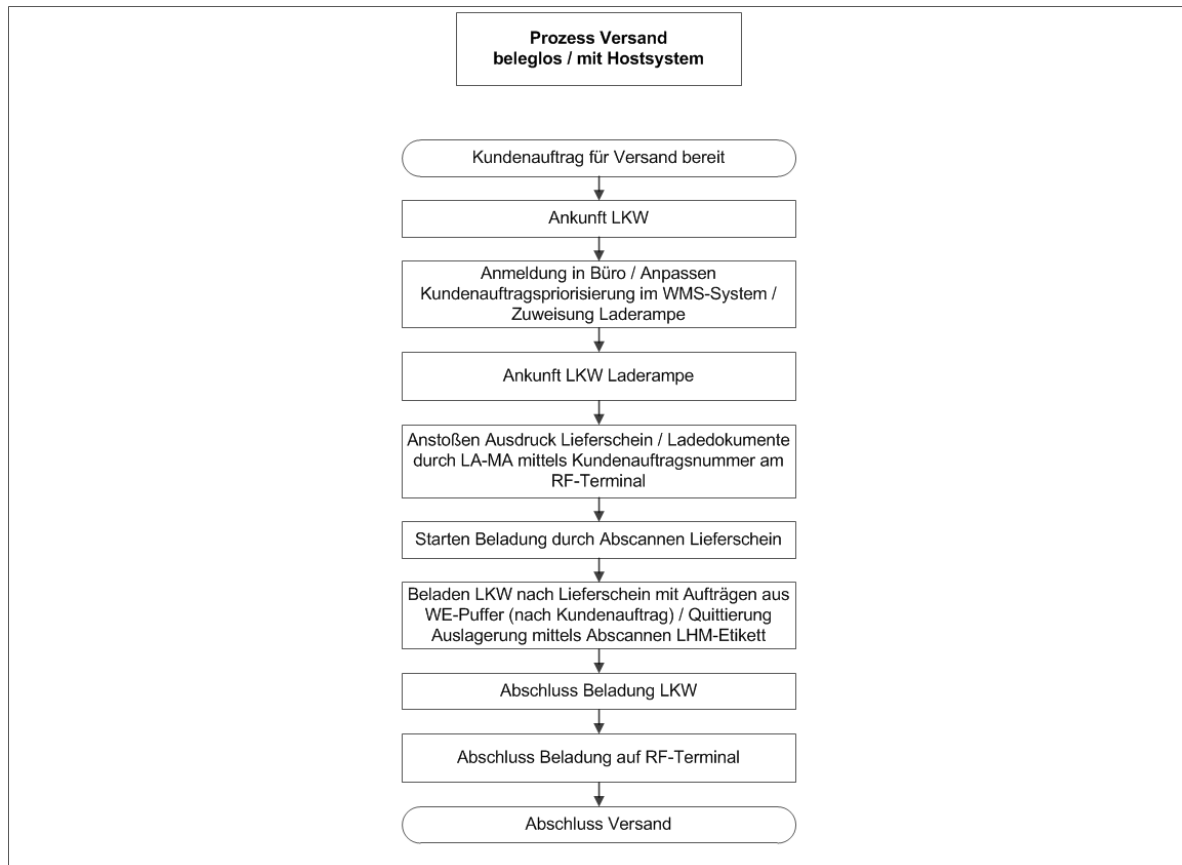 Prozess Versand
beleglos / mit Hostsystem
Kundenauftrag für Versand bereit
Ankunft LKW
Anmeldung in Büro / Anpassen
Kundenauftragspriorisierung im WMS-System /
Zuweisung Laderampe
Ankunft LKW Laderampe
Anstoßen Ausdruck Lieferschein / Ladedokumente
durch LA-MA mittels Kundenauftragsnummer am
RF-Terminal
Starten Beladung durch Abscannen Lieferschein
Beladen LKW nach Lieferschein mit Aufträgen aus
WE-Puffer (nach Kundenauftrag) / Quittierung
Auslagerung mittels Abscannen LHM-Etikett
Abschluss Beladung LKW
Abschluss Beladung auf RF-Terminal
Abschluss Versand